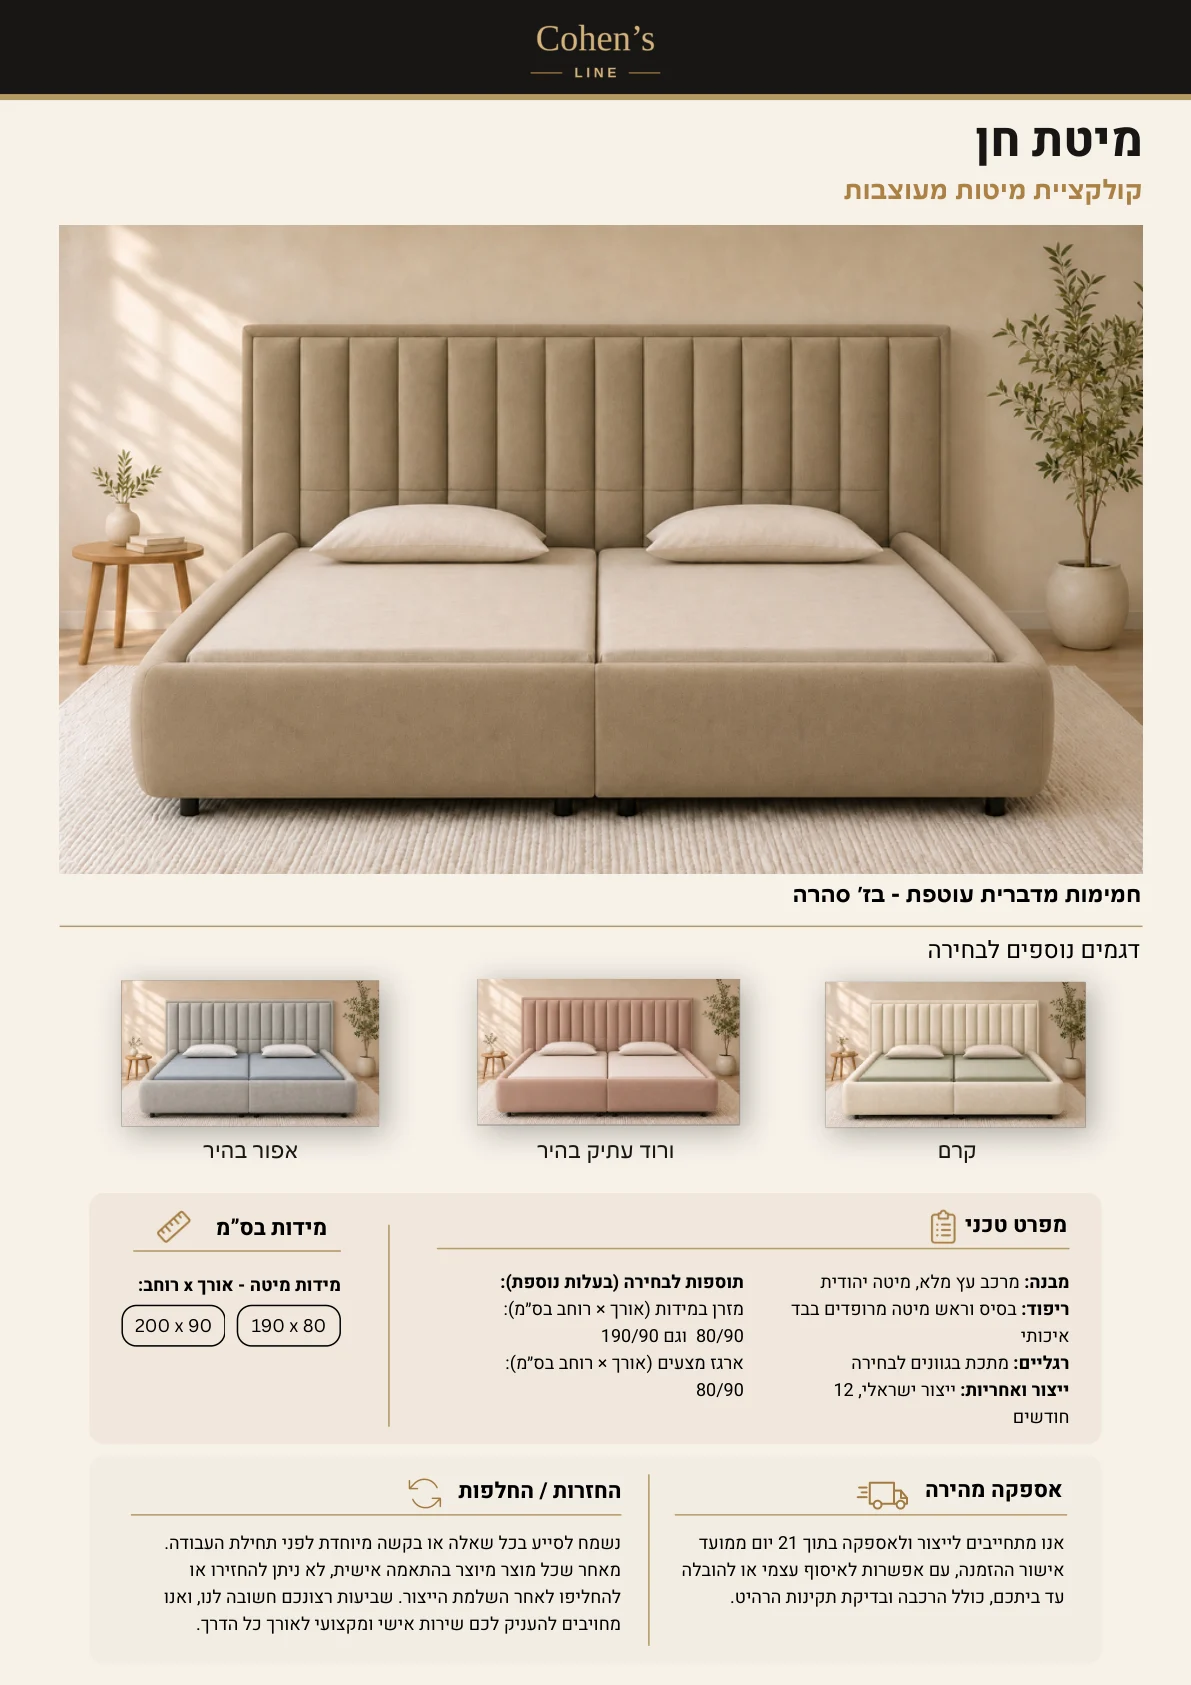 Cohen’s
LINE
מיטת חן
קולקציית מיטות מעוצבות
חמימות מדברית עוטפת - בז' סהרה
דגמים נוספים לבחירה
קרם
ורוד עתיק בהיר
אפור בהיר
מפרט טכני
מבנה: מרכב עץ מלא, מיטה יהודית
ריפוד: בסיס וראש מיטה מרופדים בבד
איכותי
רגליים: מתכת בגוונים לבחירה
ייצור ואחריות: ייצור ישראלי, 12
חודשים
תוספות לבחירה (בעלות נוספת):
מזרן במידות (אורך × רוחב בס"מ):
80/90 וגם 190/90
ארגז מצעים (אורך × רוחב בס"מ):
80/90
מידות בס"מ
מידות מיטה - אורך x רוחב:
190 x 80
200 x 90
אספקה מהירה
אנו מתחייבים לייצור ולאספקה בתוך 21 יום ממועד
אישור ההזמנה, עם אפשרות לאיסוף עצמי או להובלה
עד ביתכם, כולל הרכבה ובדיקת תקינות הרהיט.
החזרות / החלפות
נשמח לסייע בכל שאלה או בקשה מיוחדת לפני תחילת העבודה.
מאחר שכל מוצר מיוצר בהתאמה אישית, לא ניתן להחזירו או
להחליפו לאחר השלמת הייצור. שביעות רצונכם חשובה לנו, ואנו
מחויבים להעניק לכם שירות אישי ומקצועי לאורך כל הדרך.